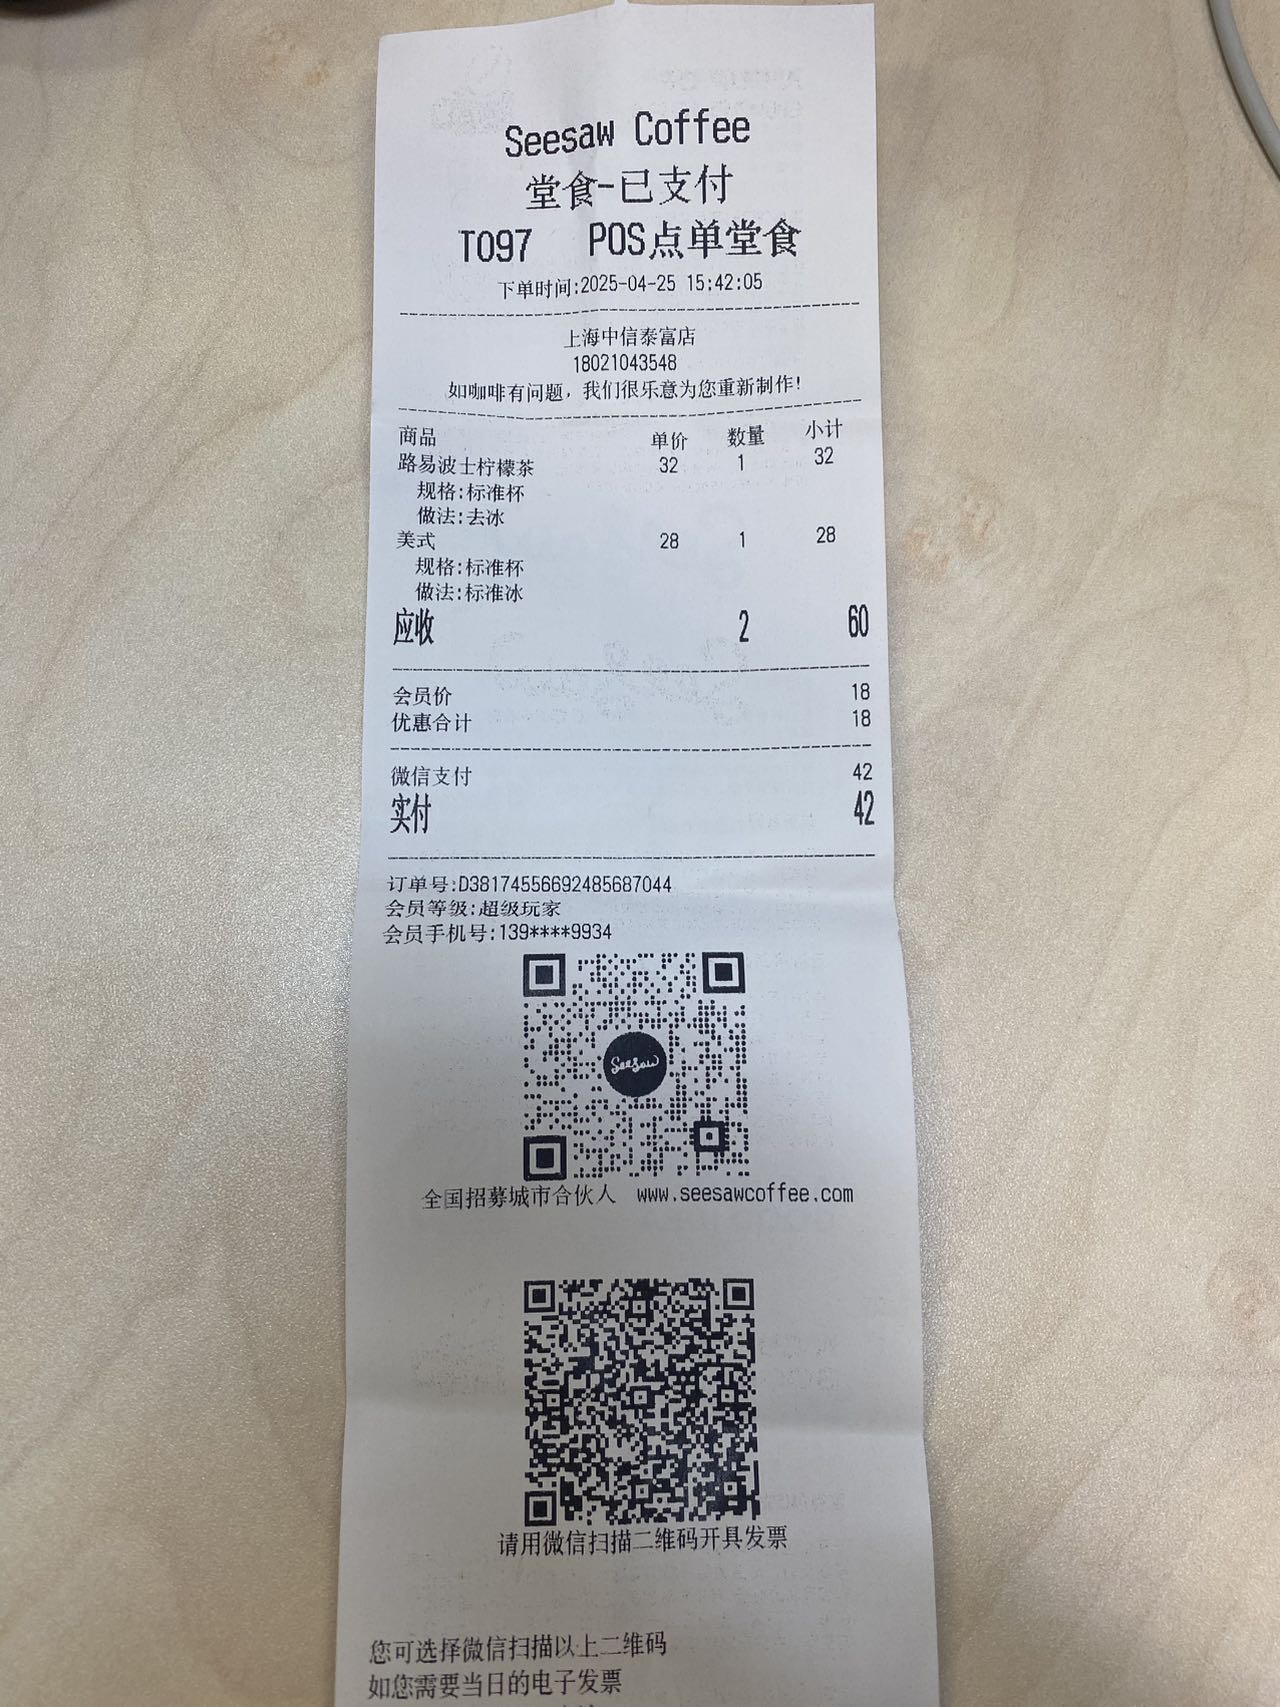 Seesaw Coffee
堂食-已支付
T097 POS点单堂食
下单时间:2025-04-25 15:42:05
上海中信泰富店
18021043548
如咖啡有问题，我们很乐意为您重新制作!
商品 单价 数量 小计
路易波士柠檬茶 32 1 32
规格:标准杯
做法:去冰
美式 28 1 28
规格:标准杯
做法:标准冰
应收 2 60
会员价 18
优惠合计 18
微信支付 42
实付 42
订单号:D38174556692485687044
会员等级:超级玩家
会员手机号:139****9934
Seesaw
全国招募城市合伙人 www.seesawcoffee.com
请用微信扫描二维码开具发票
您可选择微信扫描以上二维码
如您需要当日的电子发票